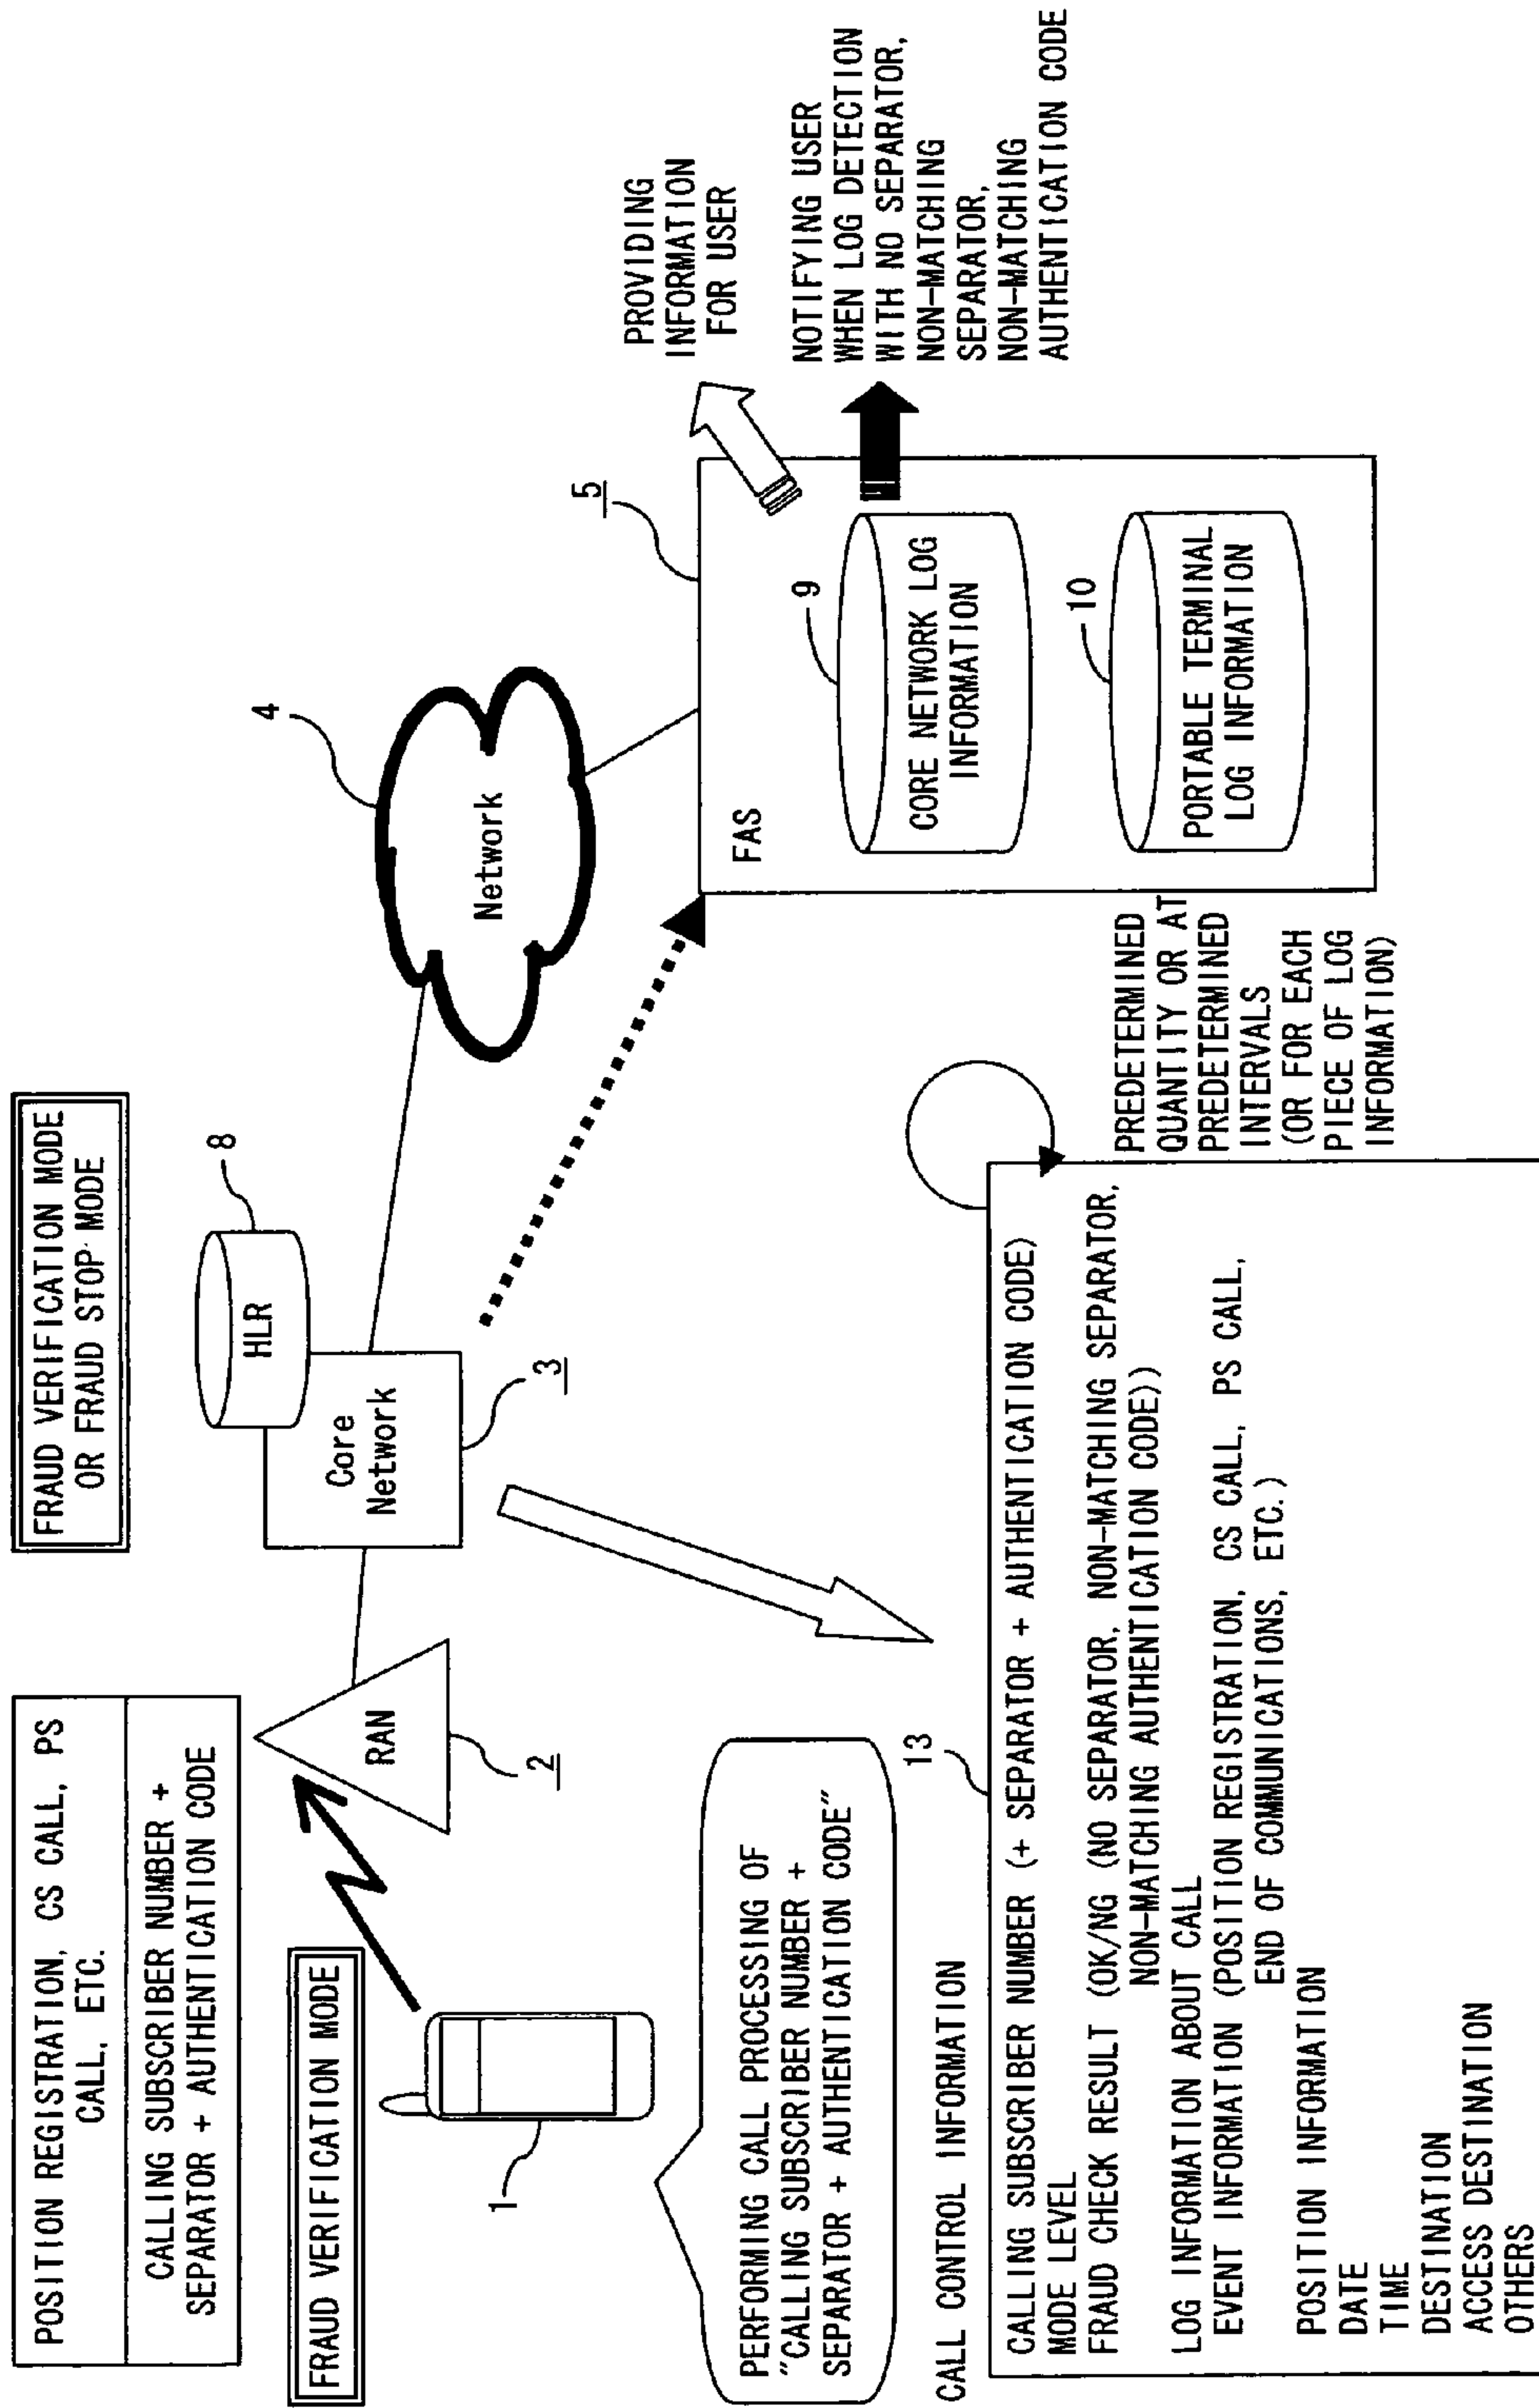 POSITION REGISTRATION, CS CALL, PS
CALL, ETC.
CALLING SUBSCRIBER NUMBER +
SEPARATOR + AUTHENTICATION CODE
FRAUD VERIFICATION MODE
OR FRAUD STOP MODE
FRAUD VERIFICATION MODE
1
RAN
2
HLR
8
Core
Network
3
Network
4
PERFORMING CALL PROCESSING OF
"CALLING SUBSCRIBER NUMBER +
SEPARATOR + AUTHENTICATION CODE"
5
FAS
9
CORE NETWORK LOG
INFORMATION
10
PORTABLE TERMINAL
LOG INFORMATION
PROVIDING
INFORMATION
FOR USER
NOTIFYING USER
WHEN LOG DETECTION
WITH NO SEPARATOR,
NON-MATCHING
SEPARATOR,
NON-MATCHING
AUTHENTICATION CODE
CALL CONTROL INFORMATION
13
CALLING SUBSCRIBER NUMBER (+ SEPARATOR + AUTHENTICATION CODE)
MODE LEVEL
FRAUD CHECK RESULT (OK/NG (NO SEPARATOR, NON-MATCHING SEPARATOR,
NON-MATCHING AUTHENTICATION CODE))
LOG INFORMATION ABOUT CALL
EVENT INFORMATION (POSITION REGISTRATION, CS CALL, PS CALL,
END OF COMMUNICATIONS, ETC.)
POSITION INFORMATION
DATE
TIME
DESTINATION
ACCESS DESTINATION
OTHERS
PREDETERMINED
QUANTITY OR AT
PREDETERMINED
INTERVALS
(OR FOR EACH
PIECE OF LOG
INFORMATION)